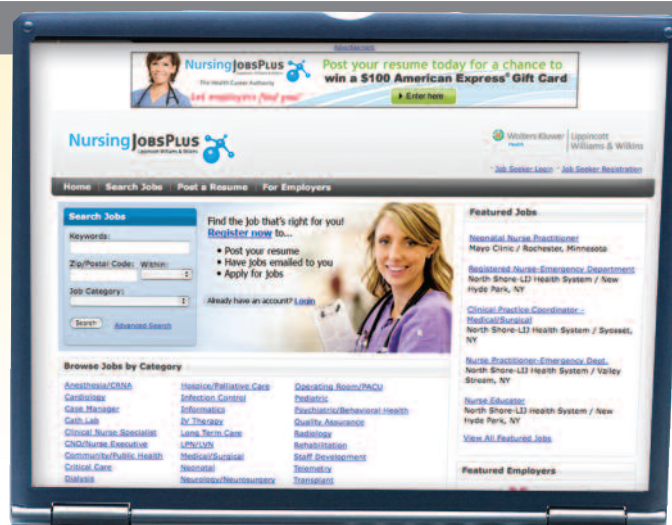 Advertisement
NursingJobsPlus
Lippincott Williams & Wilkins
The Health Career Authority
Let employers find you!
Post your resume today for a chance to
win a $100 American Express® Gift Card
Enter here
NursingJobsPlus
Lippincott Williams & Wilkins
Wolters Kluwer
Health
Lippincott
Williams & Wilkins
Job Seeker Login Job Seeker Registration
Home Search Jobs Post a Resume For Employers
Search Jobs
Keywords:
Zip/Postal Code: Within:
Job Category:
Search Advanced Search
Find the job that's right for you!
Register now to...
• Post your resume
• Have jobs emailed to you
• Apply for jobs
Already have an account? Login
Browse Jobs by Category
Anesthesia/CRNA
Cardiology
Case Manager
Cath Lab
Clinical Nurse Specialist
CNO/Nurse Executive
Community/Public Health
Critical Care
Dialysis
Hospice/Palliative Care
Infection Control
Informatics
IV Therapy
Long Term Care
LPN/LVN
Medical/Surgical
Neonatal
Neurology/Neurosurgery
Operating Room/PACU
Pediatric
Psychiatric/Behavioral Health
Quality Assurance
Radiology
Rehabilitation
Staff Development
Telemetry
Transplant
Featured Jobs
Neonatal Nurse Practitioner
Mayo Clinic / Rochester, Minnesota
Registered Nurse-Emergency Department
North Shore-LIJ Health System / New
Hyde Park, NY
Clinical Practice Coordinator -
Medical/Surgical
North Shore-LIJ Health System / Syosset,
NY
Nurse Practitioner-Emergency Dept.
North Shore-LIJ Health System / Valley
Stream, NY
Nurse Educator
North Shore-LIJ Health System / New
Hyde Park, NY
View All Featured Jobs
Featured Employers